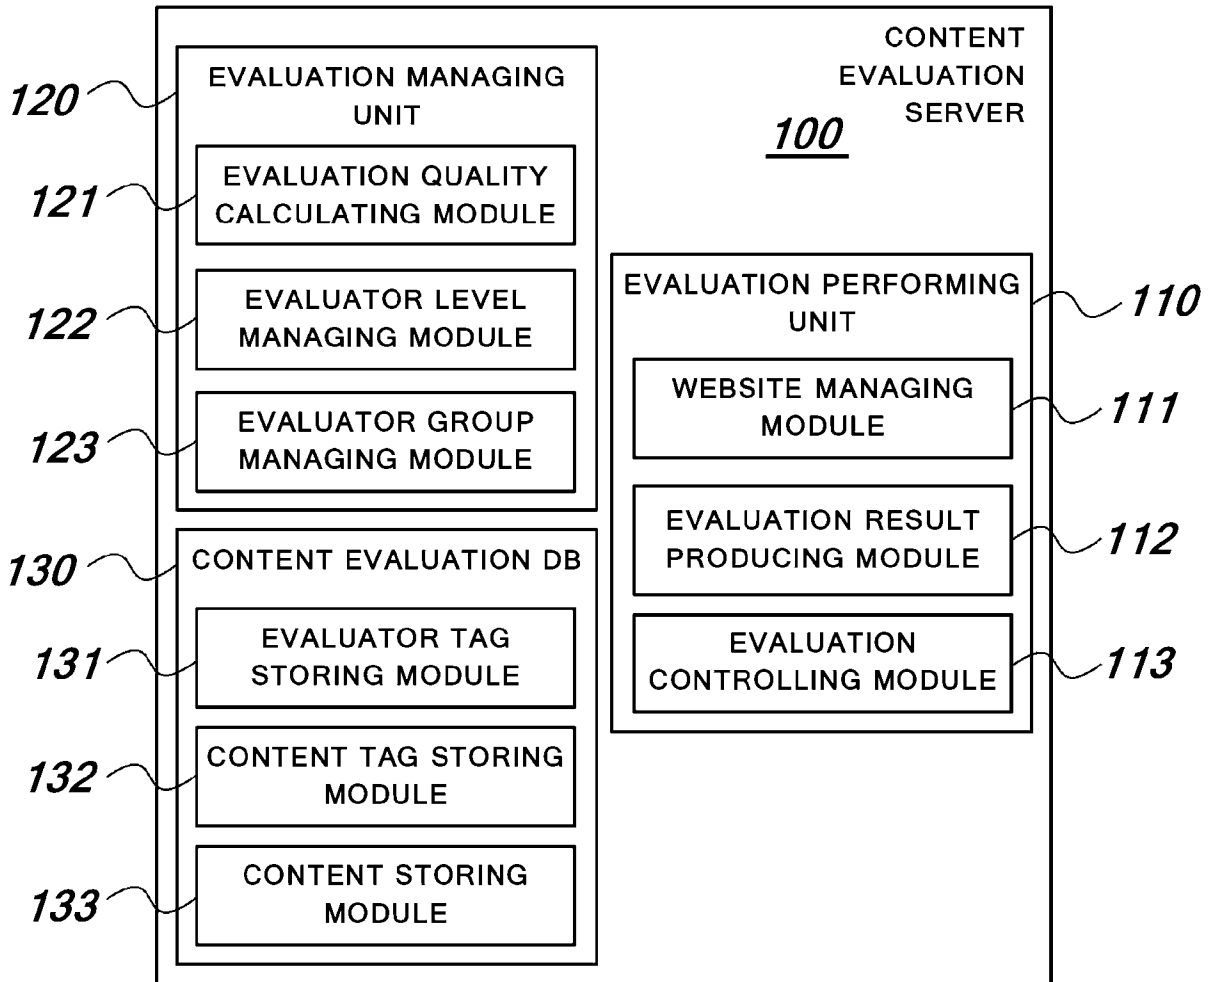 CONTENT
EVALUATION
SERVER
100
120
EVALUATION MANAGING
UNIT
121
EVALUATION QUALITY
CALCULATING MODULE
122
EVALUATOR LEVEL
MANAGING MODULE
123
EVALUATOR GROUP
MANAGING MODULE
130
CONTENT EVALUATION DB
131
EVALUATOR TAG
STORING MODULE
132
CONTENT TAG STORING
MODULE
133
CONTENT STORING
MODULE
EVALUATION PERFORMING
UNIT
110
WEBSITE MANAGING
MODULE
111
EVALUATION RESULT
PRODUCING MODULE
112
EVALUATION
CONTROLLING MODULE
113